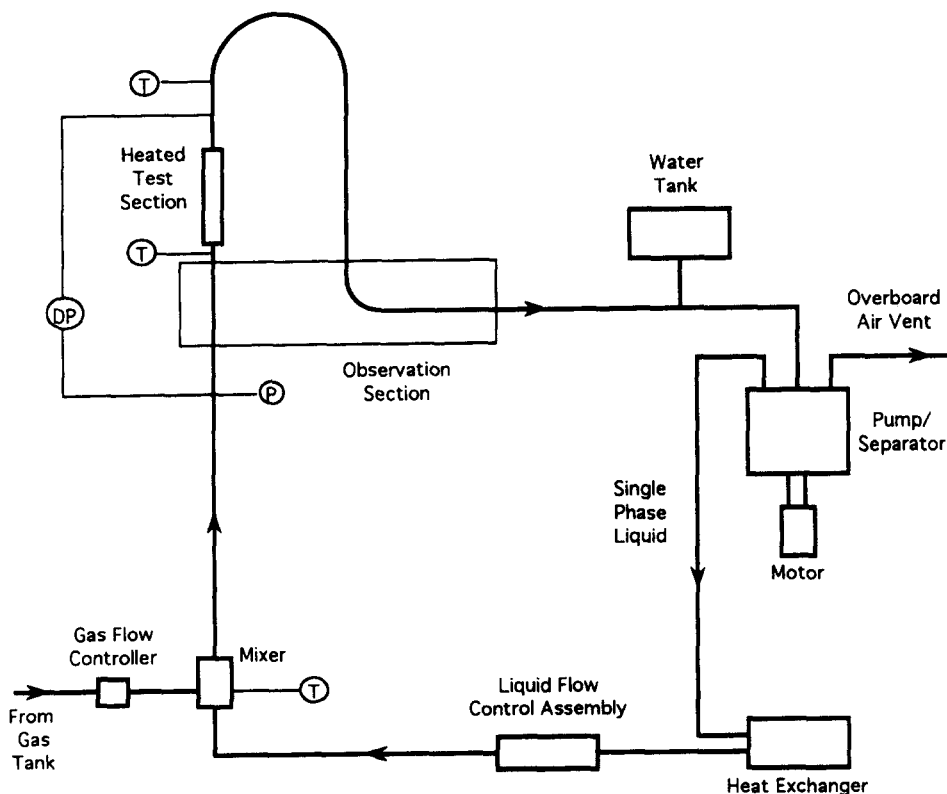 T
Heated
Test
Section
T
DP
P
Observation
Section
Water
Tank
Overboard
Air Vent
Pump/
Separator
Single
Phase
Liquid
Motor
Gas Flow
Controller
Mixer
T
From
Gas
Tank
Liquid Flow
Control Assembly
Heat Exchanger